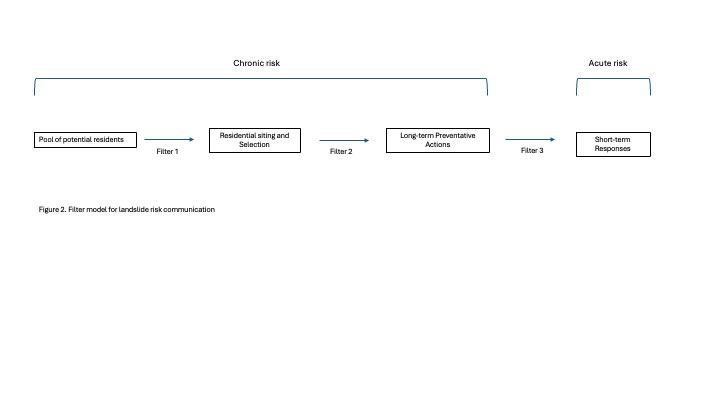 Chronic risk
Acute risk
Pool of potential residents
Filter 1
Residential siting and
Selection
Filter 2
Long-term Preventative
Actions
Filter 3
Short-term
Responses
Figure 2. Filter model for landslide risk communication